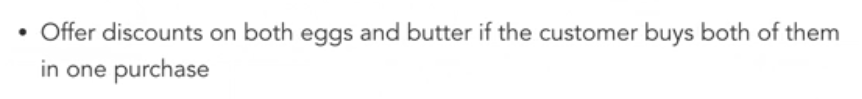 • Offer discounts on both eggs and butter if the customer buys both of them
in one purchase